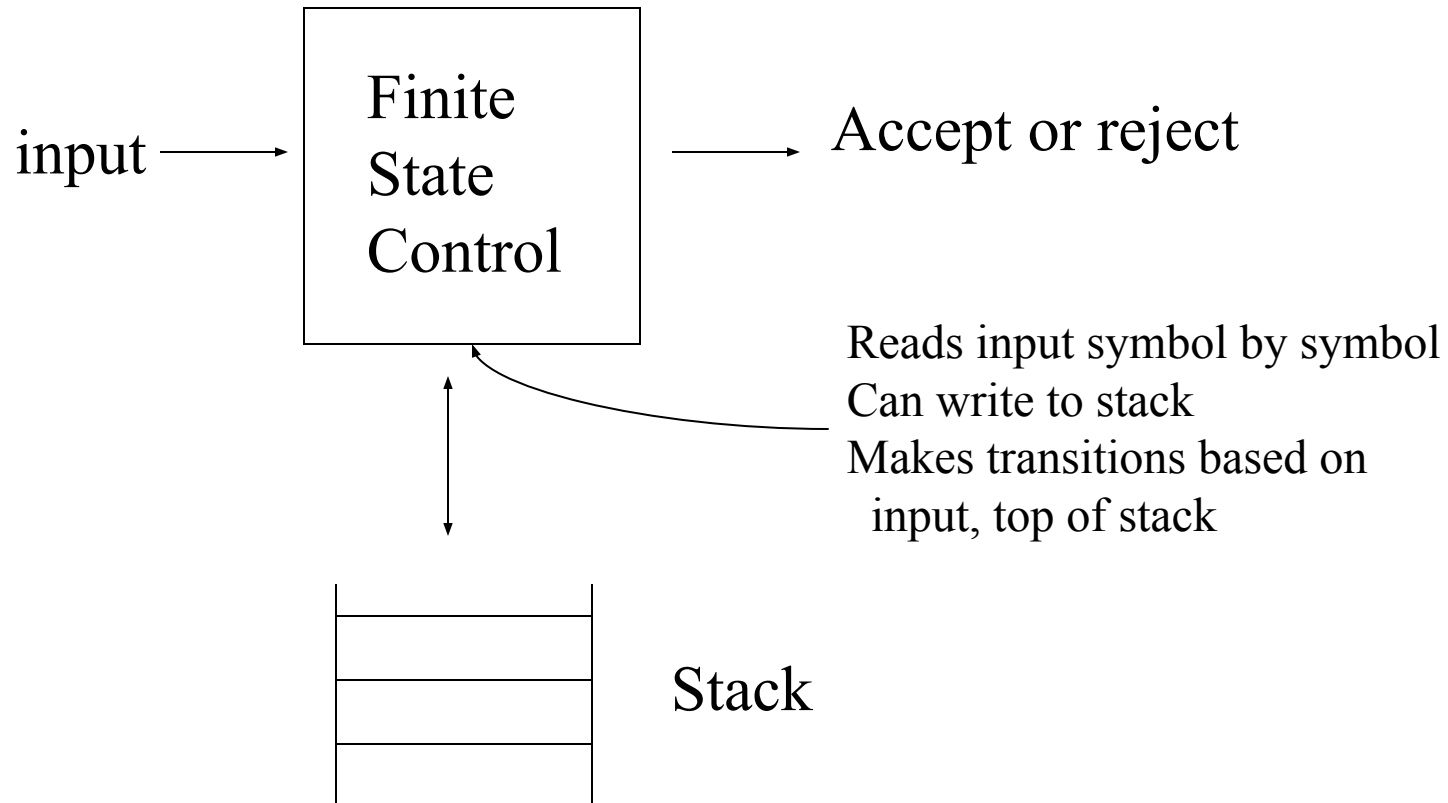 Finite
State
Control
input
Accept or reject
Reads input symbol by symbol
Can write to stack
Makes transitions based on
input, top of stack
Stack